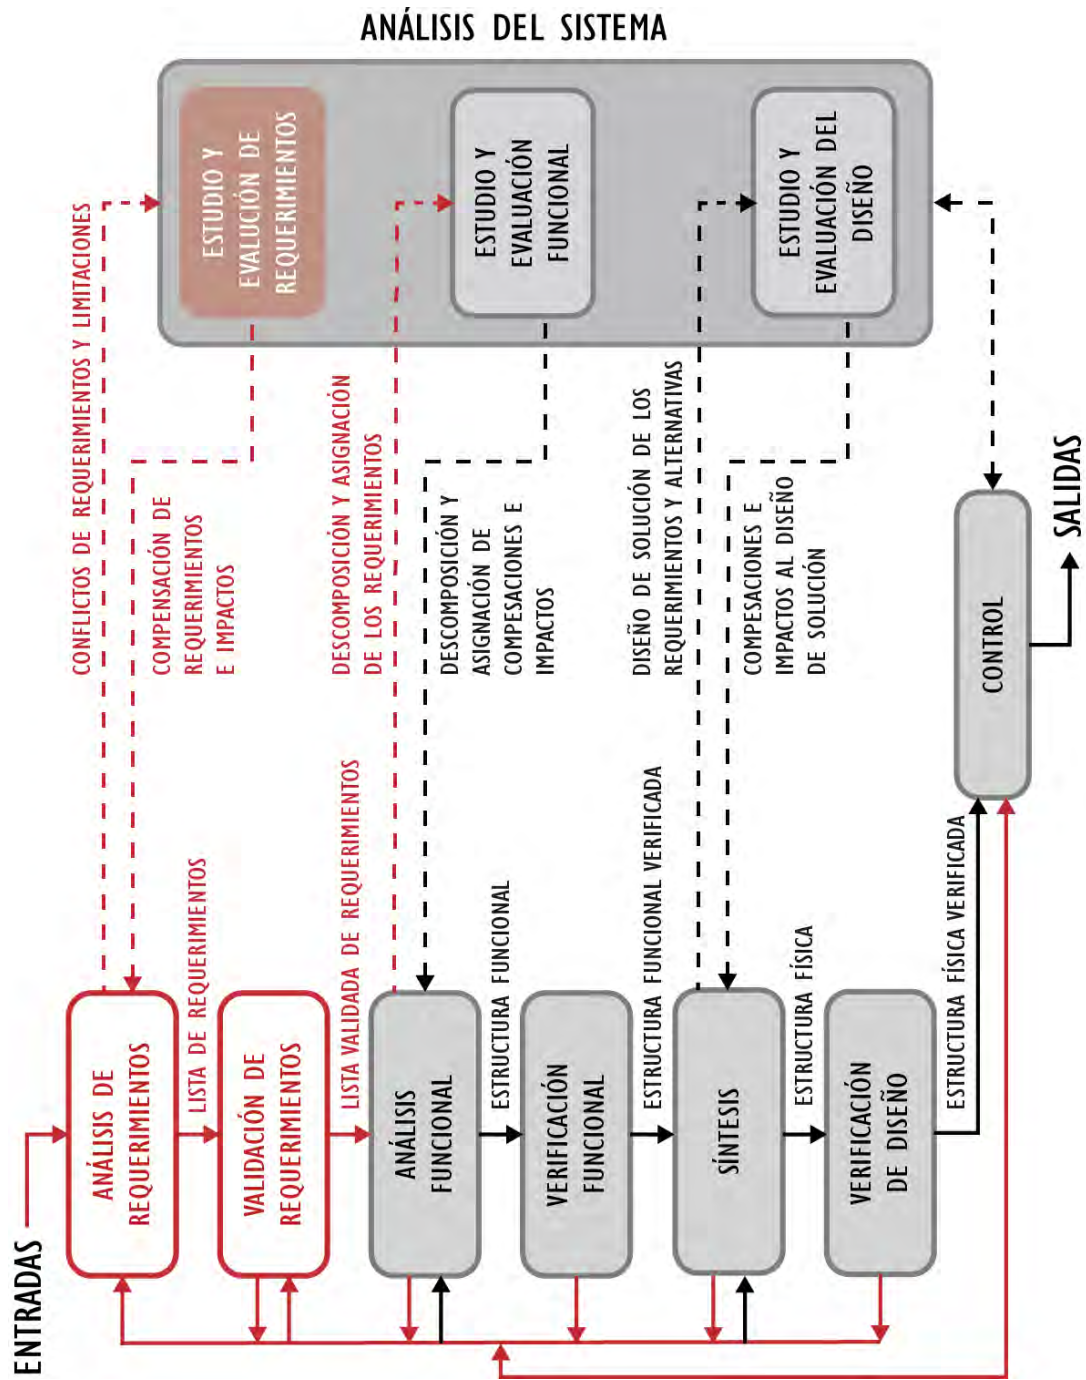 ANÁLISIS DEL SISTEMA
ESTUDIO Y
EVALUCIÓN DE
REQUERIMIENTOS
ESTUDIO Y
EVALUACIÓN
FUNCIONAL
ESTUDIO Y
EVALUACIÓN DEL
DISEÑO
CONFLICTOS DE REQUERIMIENTOS Y LIMITACIONES
COMPENSACIÓN DE
REQUERIMIENTOS
E IMPACTOS
DESCOMPOSICIÓN Y ASIGNACIÓN
DE LOS REQUERIMIENTOS
DESCOMPOSICIÓN Y
ASIGNACIÓN DE
COMPESACIONES E
IMPACTOS
DISEÑO DE SOLUCIÓN DE LOS
REQUERIMIENTOS Y ALTERNATIVAS
COMPESACIONES E
IMPACTOS AL DISEÑO
DE SOLUCIÓN
ENTRADAS
ANÁLISIS DE
REQUERIMIENTOS
LISTA DE REQUERIMIENTOS
VALIDACIÓN DE
REQUERIMIENTOS
LISTA VALIDADA DE REQUERIMIENTOS
ANÁLISIS
FUNCIONAL
ESTRUCTURA FUNCIONAL
VERIFICACIÓN
FUNCIONAL
ESTRUCTURA FUNCIONAL VERIFICADA
SÍNTESIS
ESTRUCTURA FÍSICA
VERIFICACIÓN
DE DISEÑO
ESTRUCTURA FÍSICA VERIFICADA
CONTROL
SALIDAS